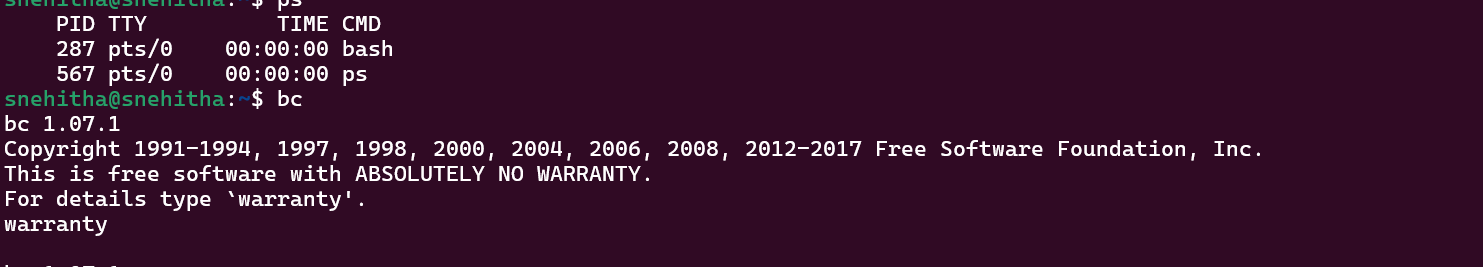 snehitha@snehitha:~$ ps
    PID TTY          TIME CMD
    287 pts/0    00:00:00 bash
    567 pts/0    00:00:00 ps
snehitha@snehitha:~$ bc
bc 1.07.1
Copyright 1991-1994, 1997, 1998, 2000, 2004, 2006, 2008, 2012-2017 Free Software Foundation, Inc.
This is free software with ABSOLUTELY NO WARRANTY.
For details type `warranty'.
warranty